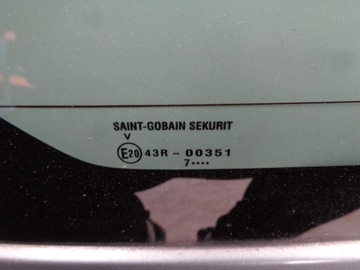 SAINT-GOBAIN SEKURIT
V
E20 43R - 00351
7••••